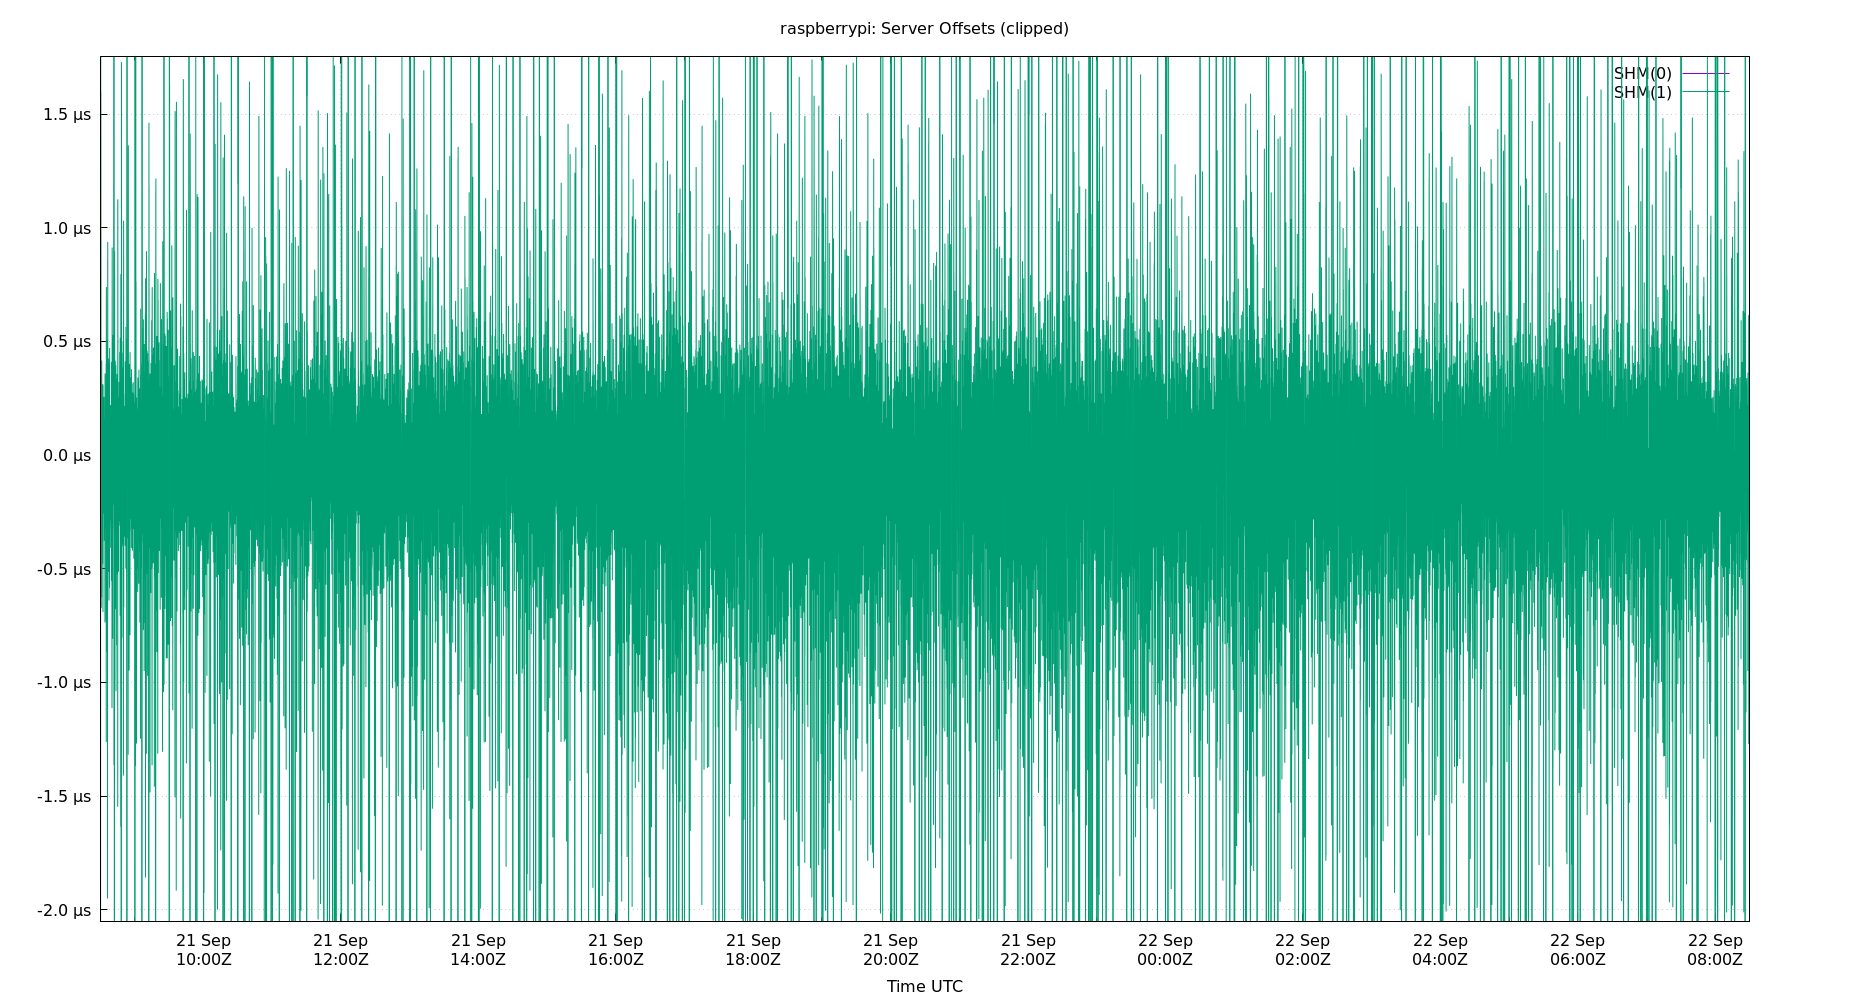 raspberrypi: Server Offsets (clipped)
SHM(0)
SHM(1)
1.5 µs
1.0 µs
0.5 µs
0.0 µs
-0.5 µs
-1.0 µs
-1.5 µs
-2.0 µs
21 Sep 21 Sep 21 Sep 21 Sep 21 Sep 21 Sep 21 Sep 22 Sep 22 Sep 22 Sep 22 Sep 22 Sep
10:00Z 12:00Z 14:00Z 16:00Z 18:00Z 20:00Z 22:00Z 00:00Z 02:00Z 04:00Z 06:00Z 08:00Z
Time UTC